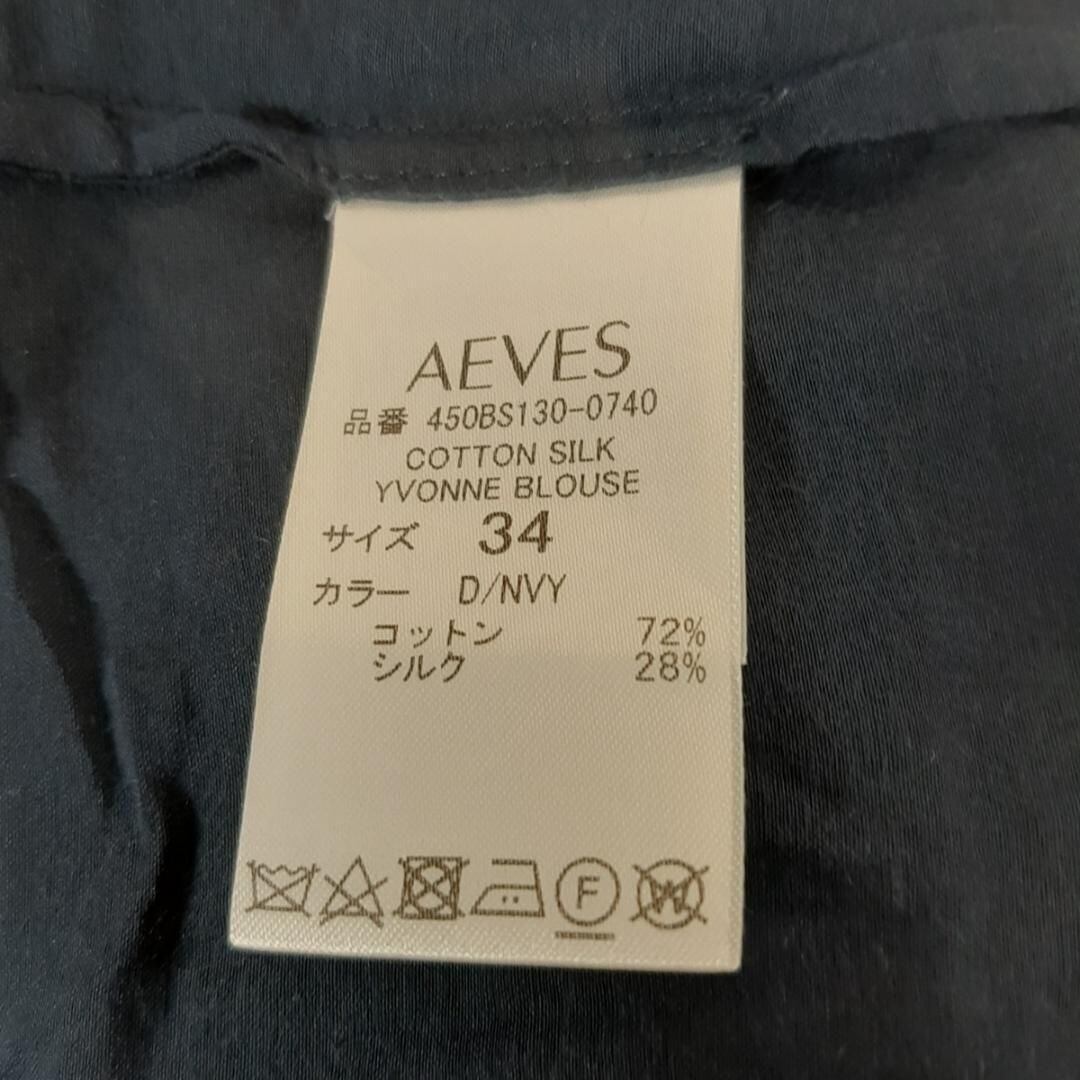 AEVES
品番 450BS130-0740
COTTON SILK
YVONNE BLOUSE
サイズ 34
カラー D/NVY
コットン 72%
シルク 28%
F W